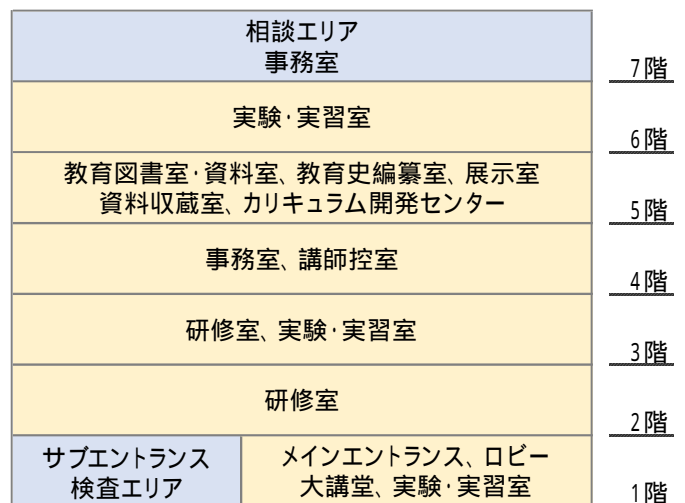 相談エリア
事務室
7階
実験・実習室
6階
教育図書室・資料室、教育史編纂室、展示室
資料収蔵室、カリキュラム開発センター
5階
事務室、講師控室
4階
研修室、実験・実習室
3階
研修室
2階
サブエントランス
検査エリア
メインエントランス、ロビー
大講堂、実験・実習室
1階